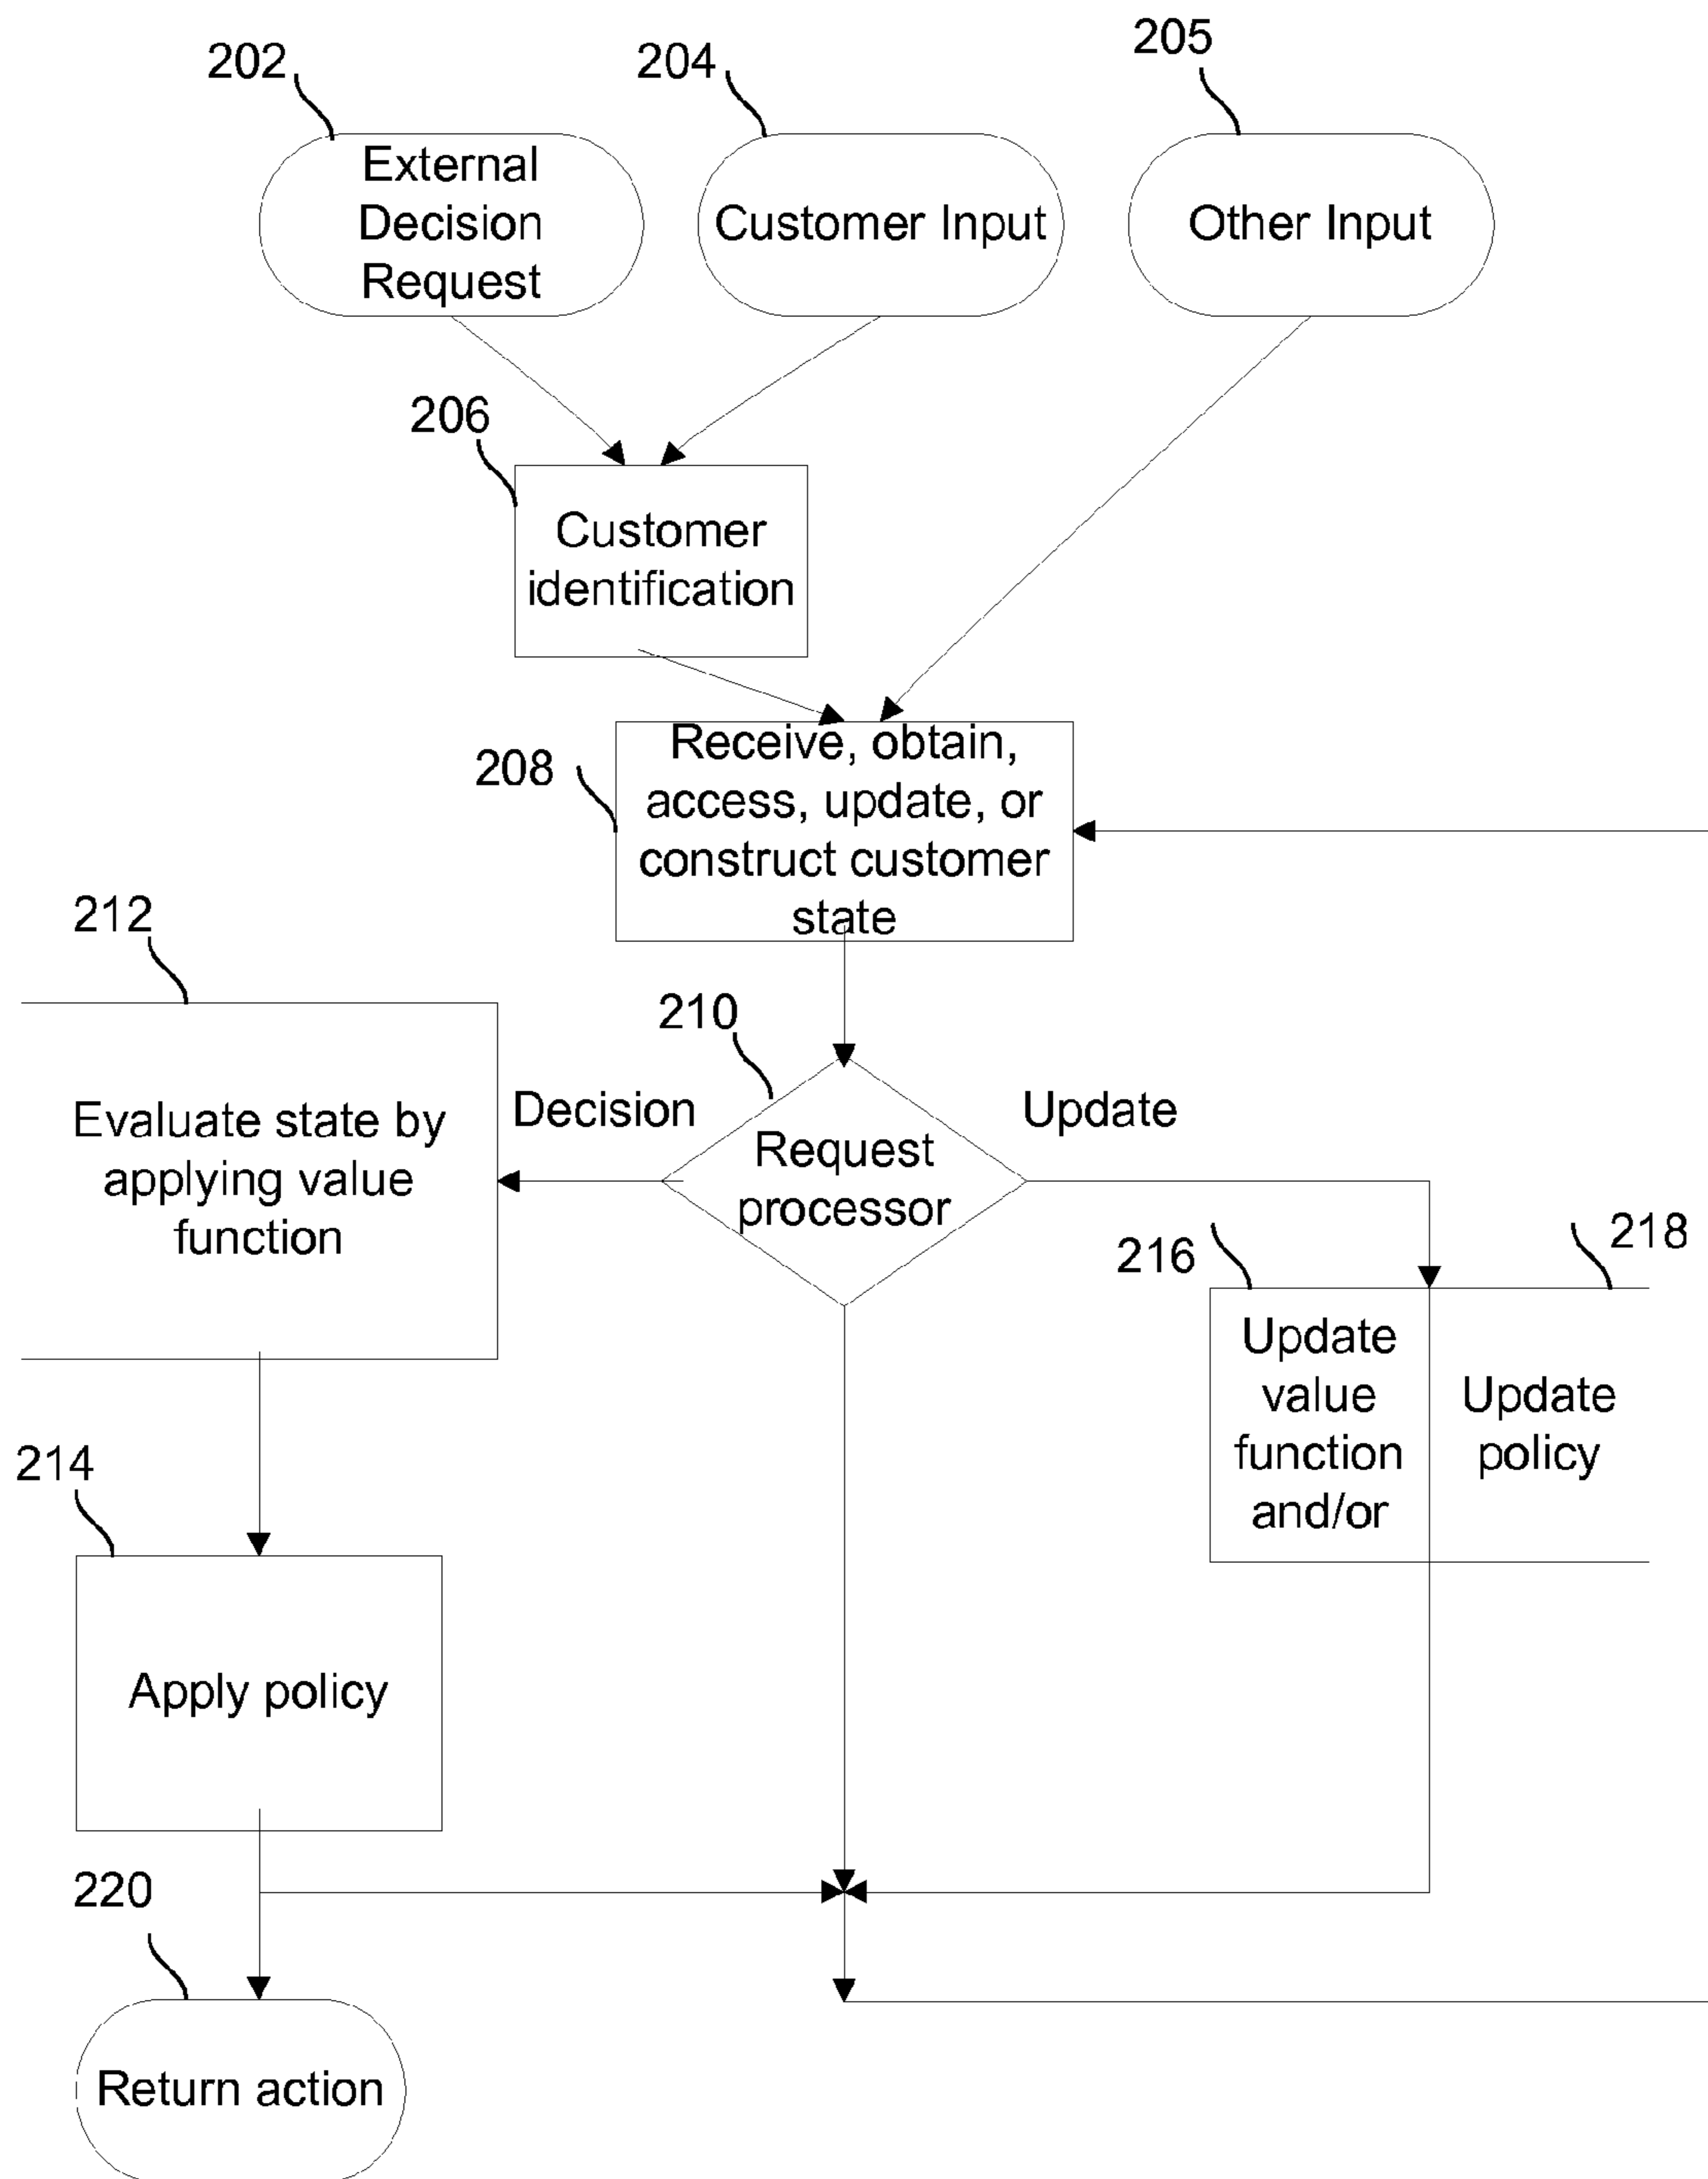 202
204
205
External
Decision
Request
Customer Input
Other Input
206
Customer
identification
208
Receive, obtain,
access, update, or
construct customer
state
212
210
Evaluate state by
applying value
function
Decision
Update
Request
processor
216
218
Update
value
function
and/or
Update
policy
214
Apply policy
220
Return action